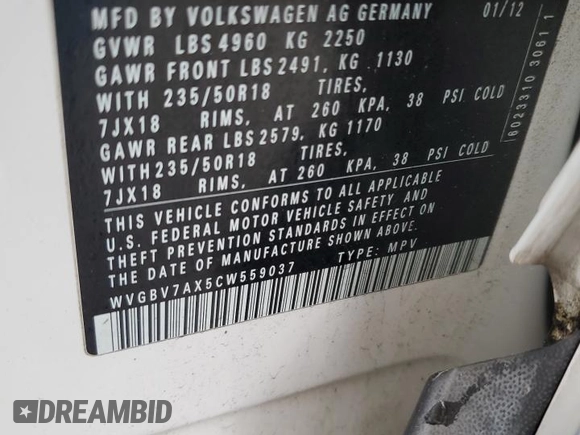 MFD BY VOLKSWAGEN AG GERMANY 01/12
GVWR LBS 4960 KG 2250
GAWR FRONT LBS 2491, KG 1130
WITH 235/50R18 TIRES,
7JX18 RIMS, AT 260 KPA, 38 PSI COLD
GAWR REAR LBS 2579, KG 1170
WITH 235/50R18 TIRES,
7JX18 RIMS, AT 260 KPA, 38 PSI COLD
THIS VEHICLE CONFORMS TO ALL APPLICABLE
U.S. FEDERAL MOTOR VEHICLE SAFETY AND
THEFT PREVENTION STANDARDS IN EFFECT ON
THE DATE OF MANUFACTURE SHOWN ABOVE.
WVGBV7AX5CW559037 TYPE: MPV
6023310 3061 1
DREAMBID